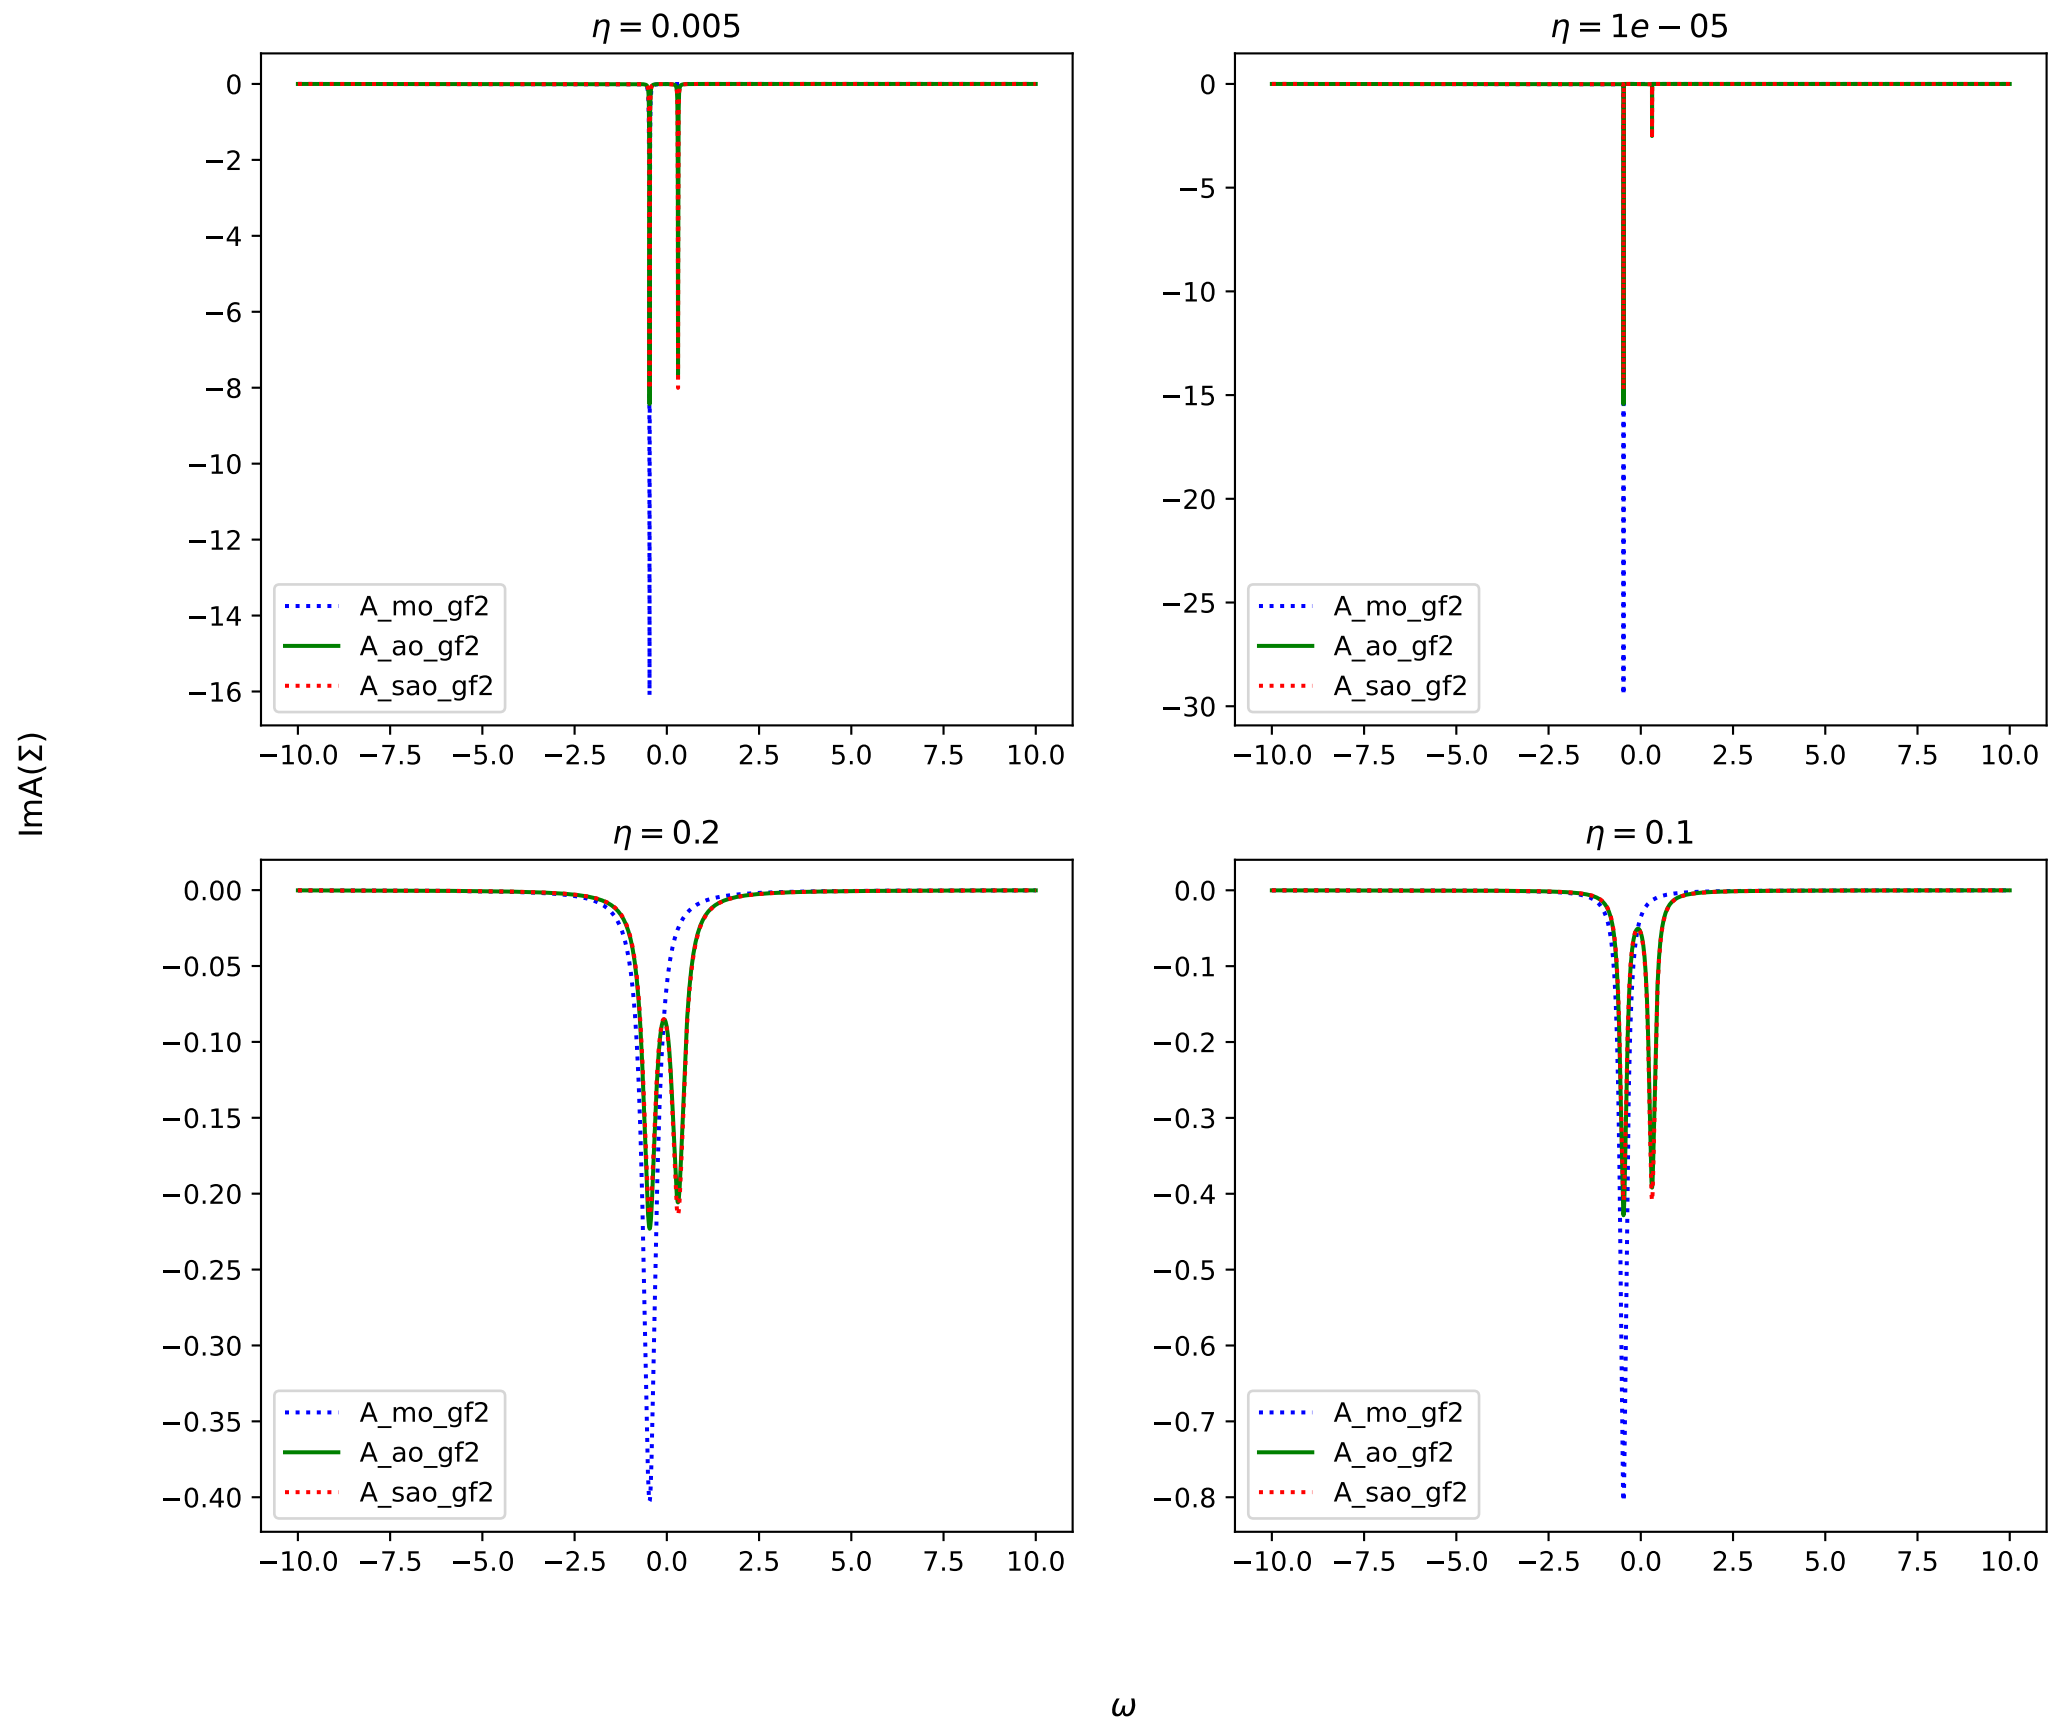 η = 0.005
0
−2
−4
−6
−8
−10
−12
−14
−16
A_mo_gf2
A_ao_gf2
A_sao_gf2
−10.0 −7.5 −5.0 −2.5 0.0 2.5 5.0 7.5 10.0
η = 1e − 05
0
−5
−10
−15
−20
−25
−30
A_mo_gf2
A_ao_gf2
A_sao_gf2
−10.0 −7.5 −5.0 −2.5 0.0 2.5 5.0 7.5 10.0
ImA(Σ)
η = 0.2
0.00
−0.05
−0.10
−0.15
−0.20
−0.25
−0.30
−0.35
−0.40
A_mo_gf2
A_ao_gf2
A_sao_gf2
−10.0 −7.5 −5.0 −2.5 0.0 2.5 5.0 7.5 10.0
η = 0.1
0.0
−0.1
−0.2
−0.3
−0.4
−0.5
−0.6
−0.7
−0.8
A_mo_gf2
A_ao_gf2
A_sao_gf2
−10.0 −7.5 −5.0 −2.5 0.0 2.5 5.0 7.5 10.0
ω